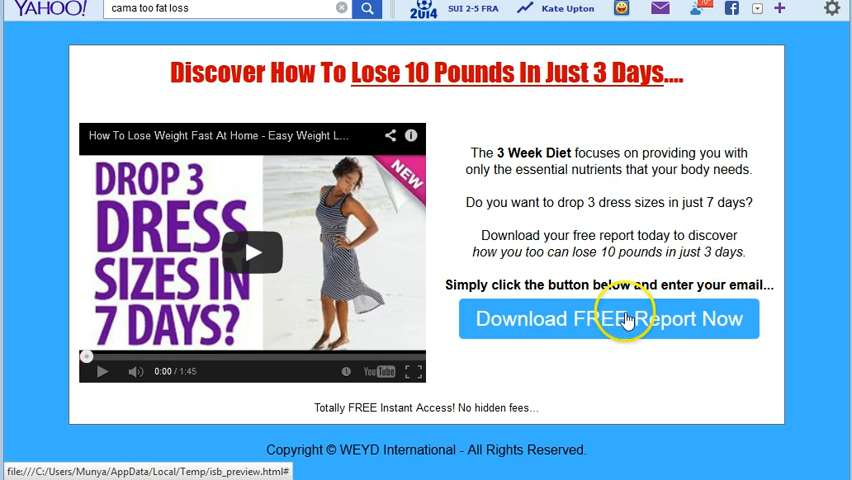 YAHOO!
cama too fat loss
2014
SUI 2-5 FRA
Kate Upton
Discover How To Lose 10 Pounds In Just 3 Days....
How To Lose Weight Fast At Home - Easy Weight L...
NEW
DROP 3
DRESS
SIZES IN
7 DAYS?
0:00 / 1:45
YouTube
The 3 Week Diet focuses on providing you with
only the essential nutrients that your body needs.
Do you want to drop 3 dress sizes in just 7 days?
Download your free report today to discover
how you too can lose 10 pounds in just 3 days.
Simply click the button below and enter your email...
Download FREE Report Now
Totally FREE Instant Access! No hidden fees...
Copyright © WEYD International - All Rights Reserved.
file:///C:/Users/Munya/AppData/Local/Temp/isb_preview.html#